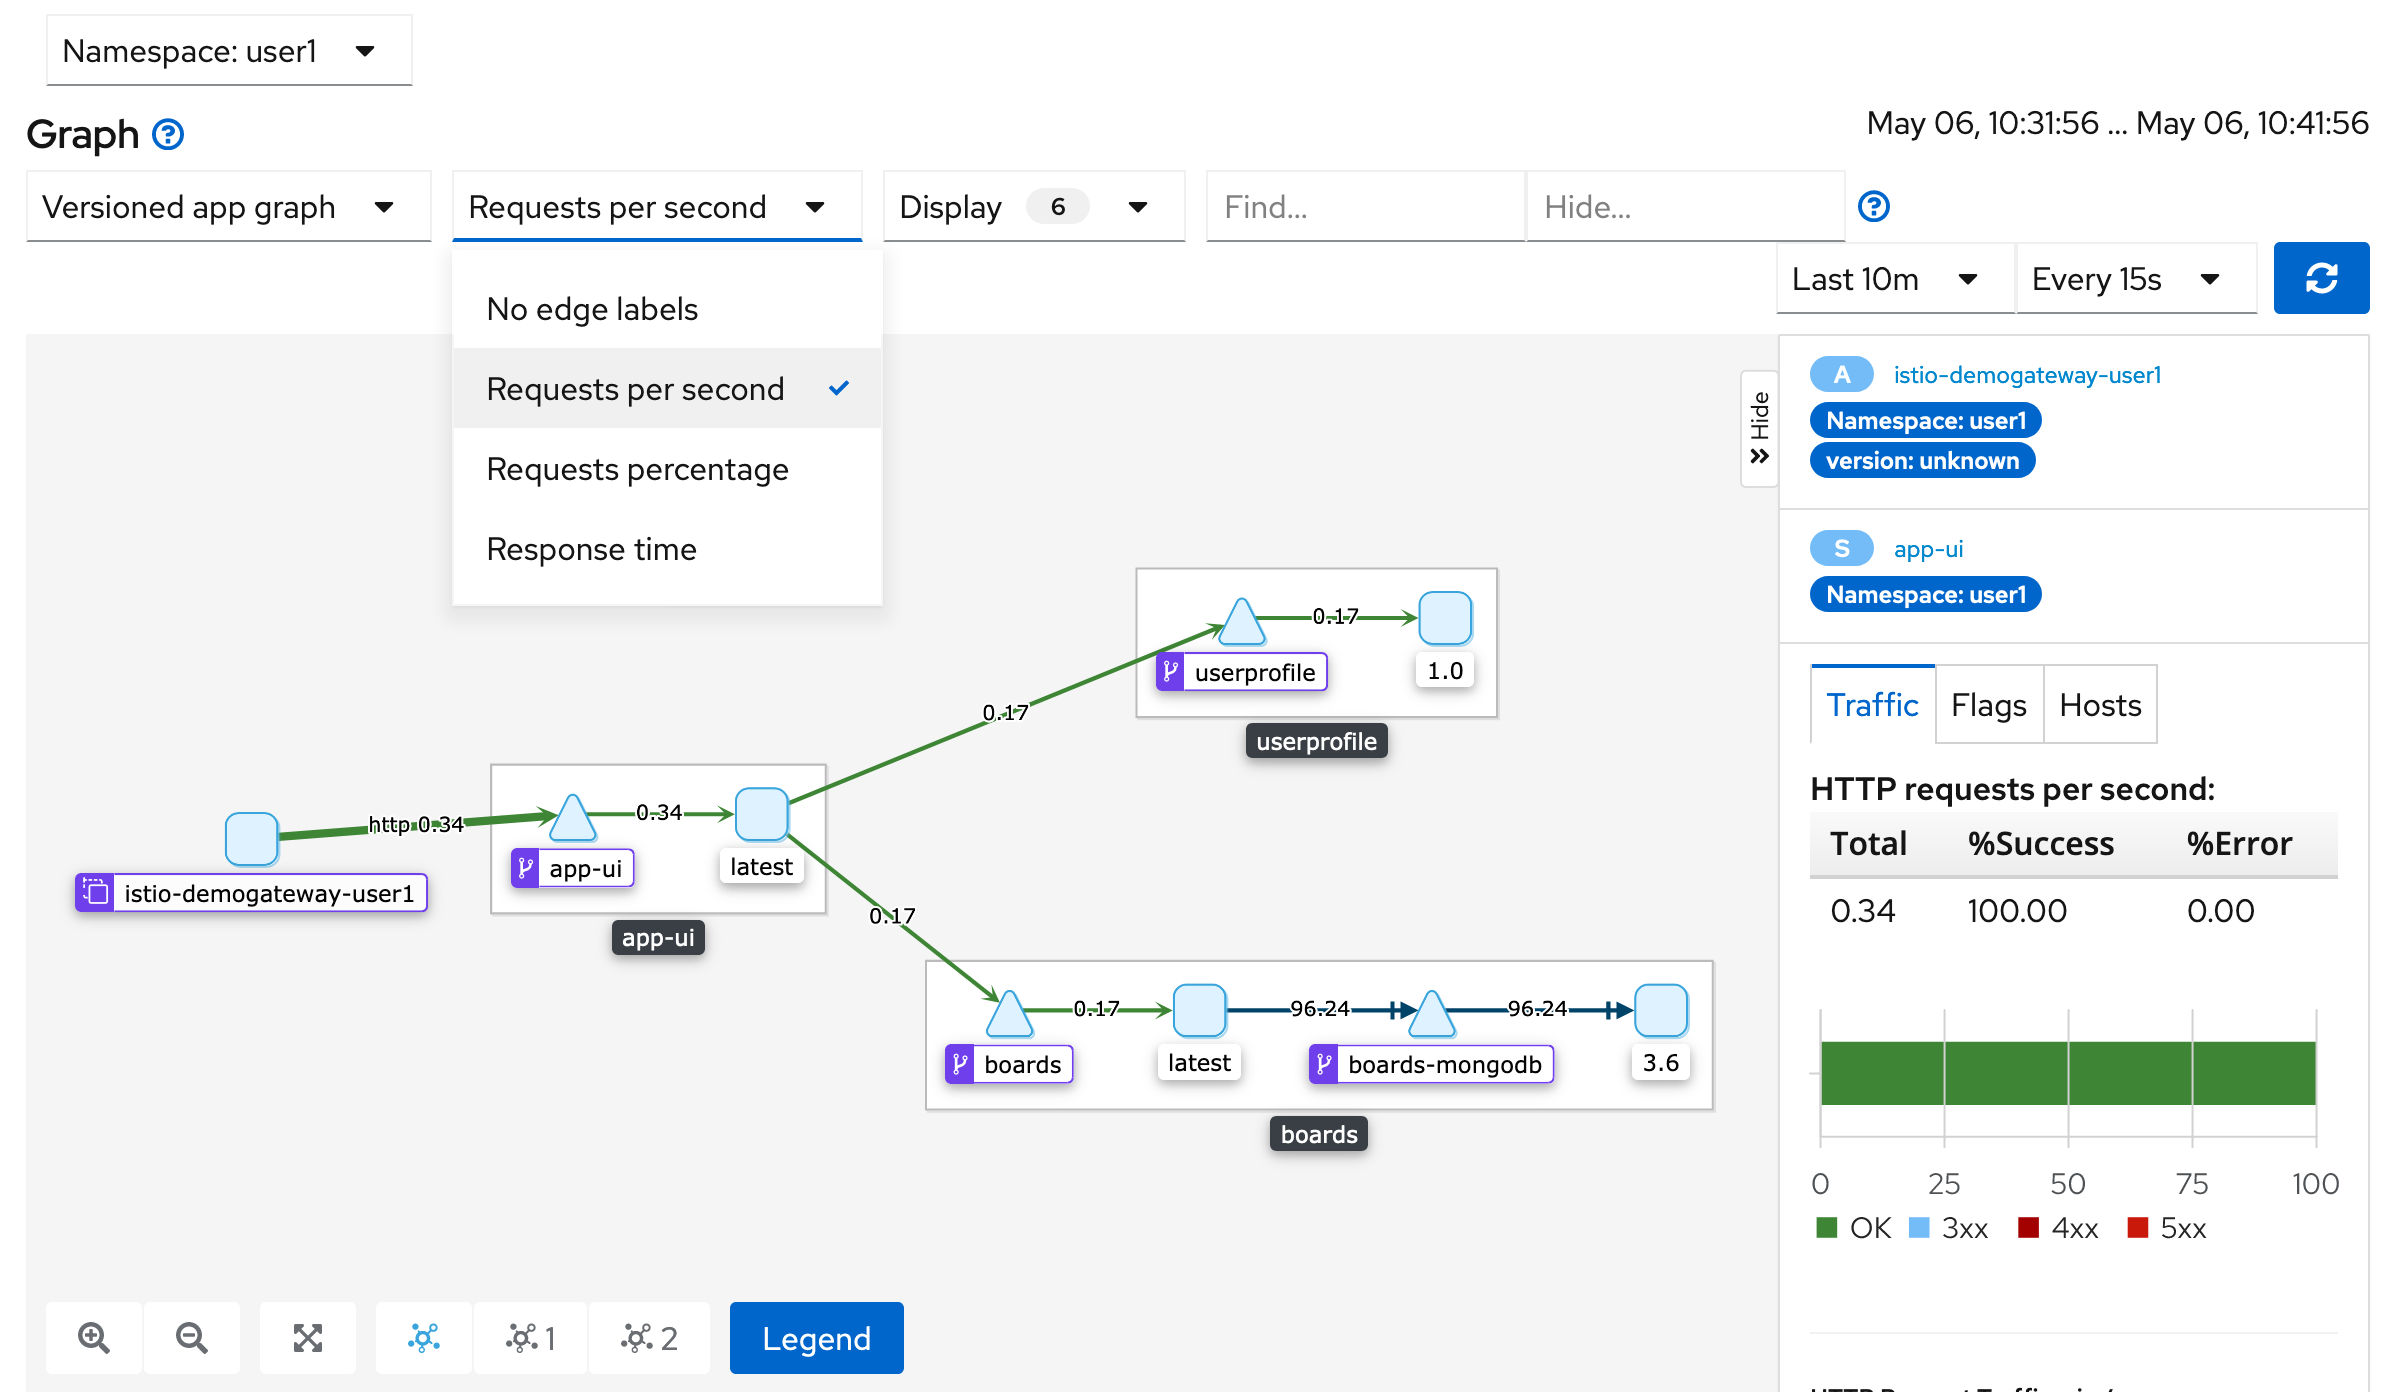 Namespace: user1
Graph
May 06, 10:31:56 ... May 06, 10:41:56
Versioned app graph
Requests per second
Display 6
Find...
Hide...
Last 10m
Every 15s
No edge labels
Requests per second
Requests percentage
Response time
Hide
A istio-demogateway-user1
Namespace: user1
version: unknown
S app-ui
Namespace: user1
Traffic
Flags
Hosts
HTTP requests per second:
Total %Success %Error
0.34 100.00 0.00
0 25 50 75 100
OK 3xx 4xx 5xx
0.17
userprofile
1.0
userprofile
0.17
http 0.34
istio-demogateway-user1
0.34
app-ui
latest
app-ui
0.17
0.17
96.24
96.24
boards
latest
boards-mongodb
3.6
boards
1
2
Legend